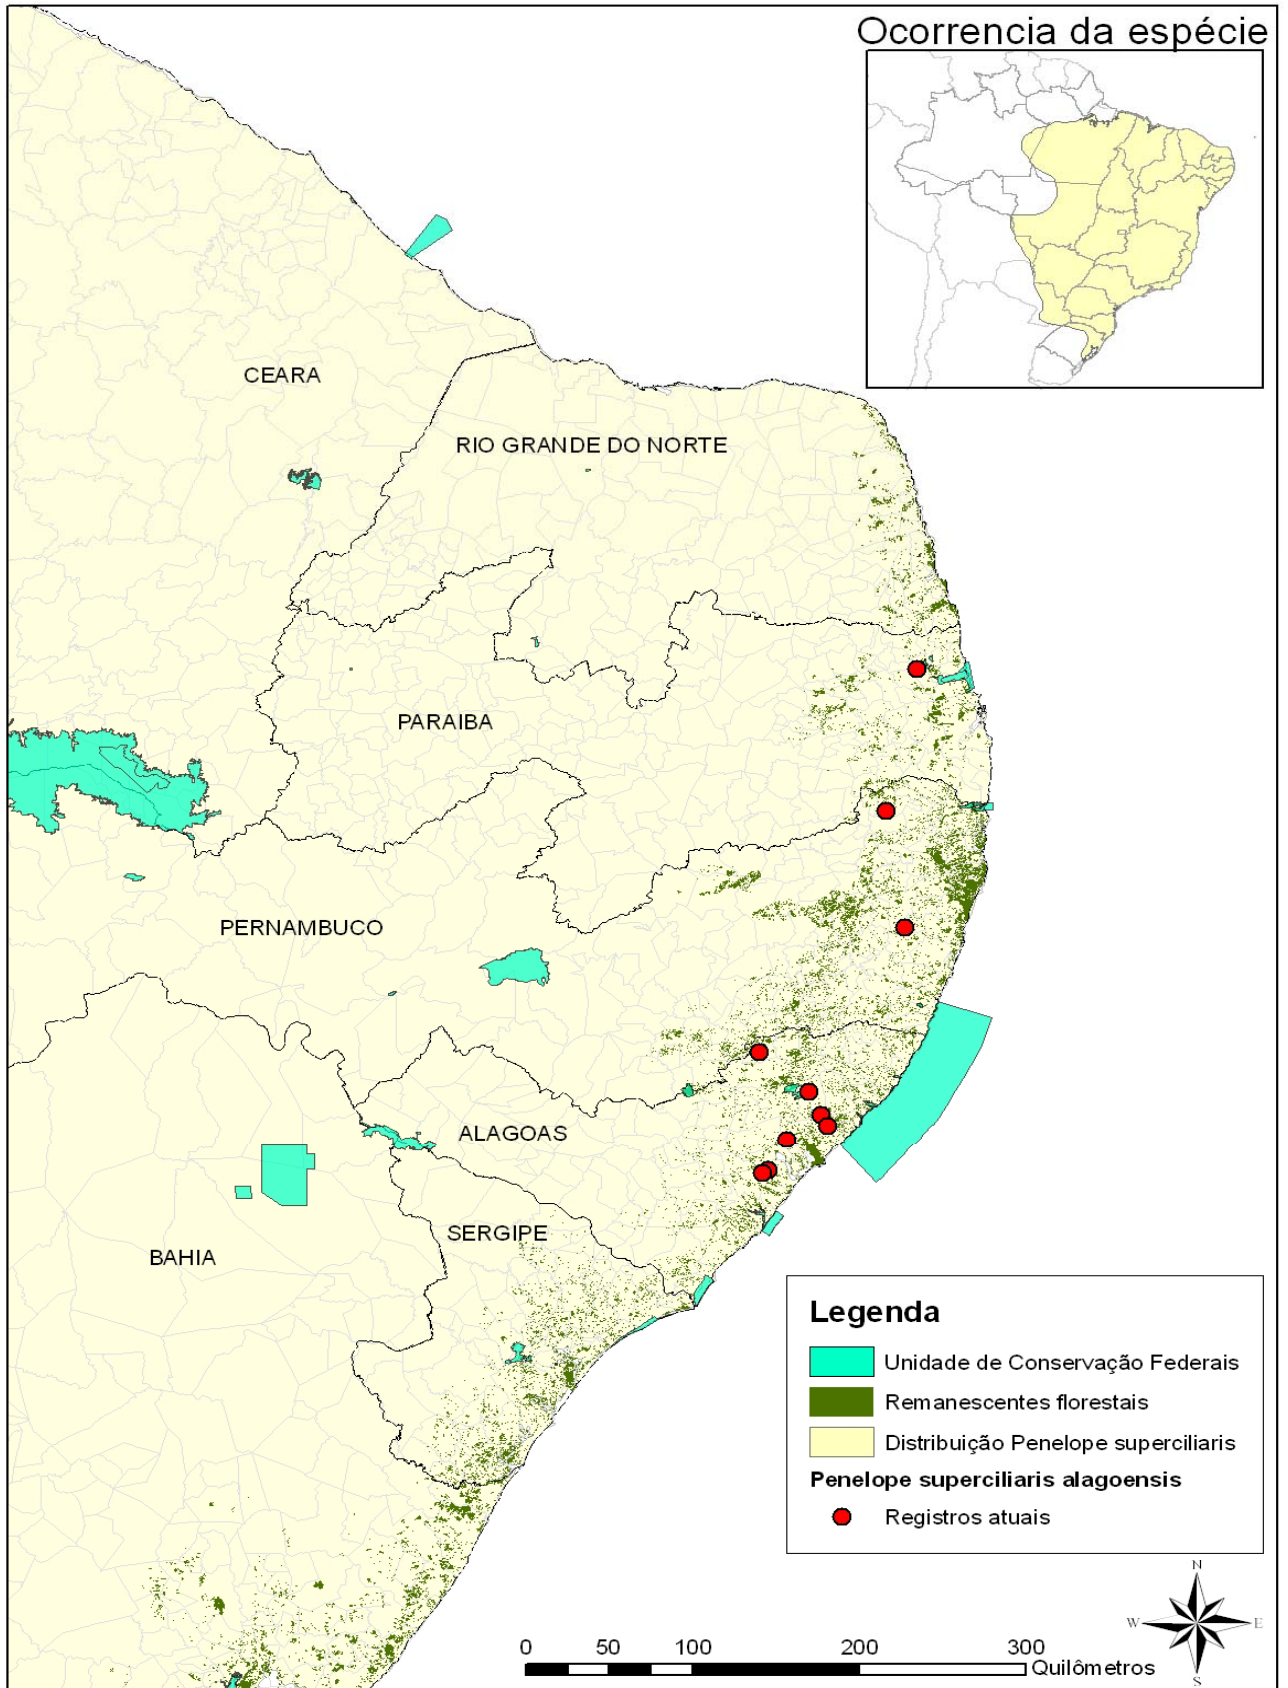 Ocorrencia da espécie
CEARA
RIO GRANDE DO NORTE
PARAIBA
PERNAMBUCO
ALAGOAS
SERGIPE
BAHIA
Legenda
Unidade de Conservação Federais
Remanescentes florestais
Distribuição Penelope superciliaris
Penelope superciliaris alagoensis
Registros atuais
N
W E
S
0 50 100 200 300
Quilômetros